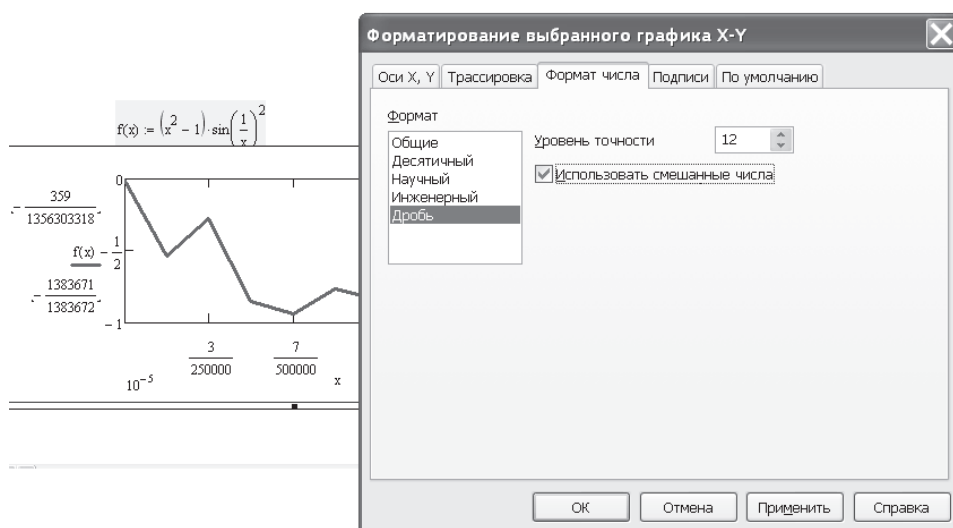 Форматирование выбранного графика X-Y
Оси X, Y
Трассировка
Формат числа
Подписи
По умолчанию
Формат
Общие
Десятичный
Научный
Инженерный
Дробь
Уровень точности
12
Использовать смешанные числа
f(x) := (x^2 − 1)·sin(1/x)^2
0
−359/1356303318
f(x)
−1/2
−1383671/1383672
−1
3/250000
7/500000
10^−5
x
ОК
Отмена
Применить
Справка